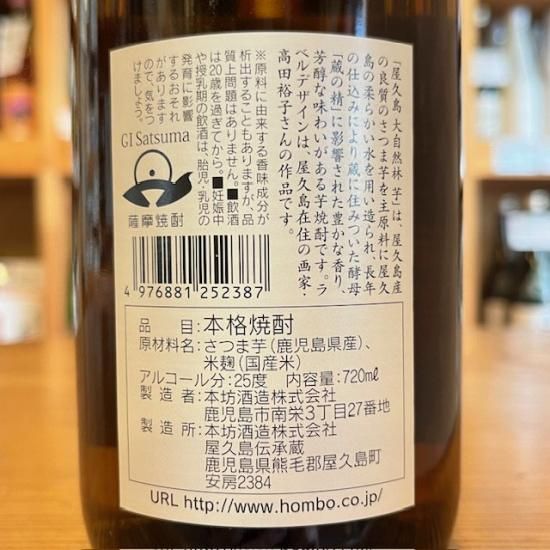 「屋久島 大自然林 芋」は、屋久島産
の良質のさつま芋を主原料に屋久
島の柔らかい水を用い造られ、長年
の仕込みにより蔵に住みついた酵母
「蔵の精」に影響された豊かな香り、
芳醇な味わいがある芋焼酎です。ラ
ベルデザインは、屋久島在住の画家・
高田裕子さんの作品です。
※原料に由来する香味成分が
析出することもありますが、品
質上問題はありません。■飲酒
は20歳を過ぎてから。■妊娠中
や授乳期の飲酒は、胎児・乳児の
発育に影響
するおそれ
があります
ので、気をつ
けましょう。
GI Satsuma
薩摩焼酎
4 976881 252387
品目:本格焼酎
原材料名:さつま芋(鹿児島県産)、
米麹(国産米)
アルコール分:25度 内容量:720㎖
製造者:本坊酒造株式会社
鹿児島市南栄3丁目27番地
製造所:本坊酒造株式会社
屋久島伝承蔵
鹿児島県熊毛郡屋久島町
安房2384
URL http://www.hombo.co.jp/